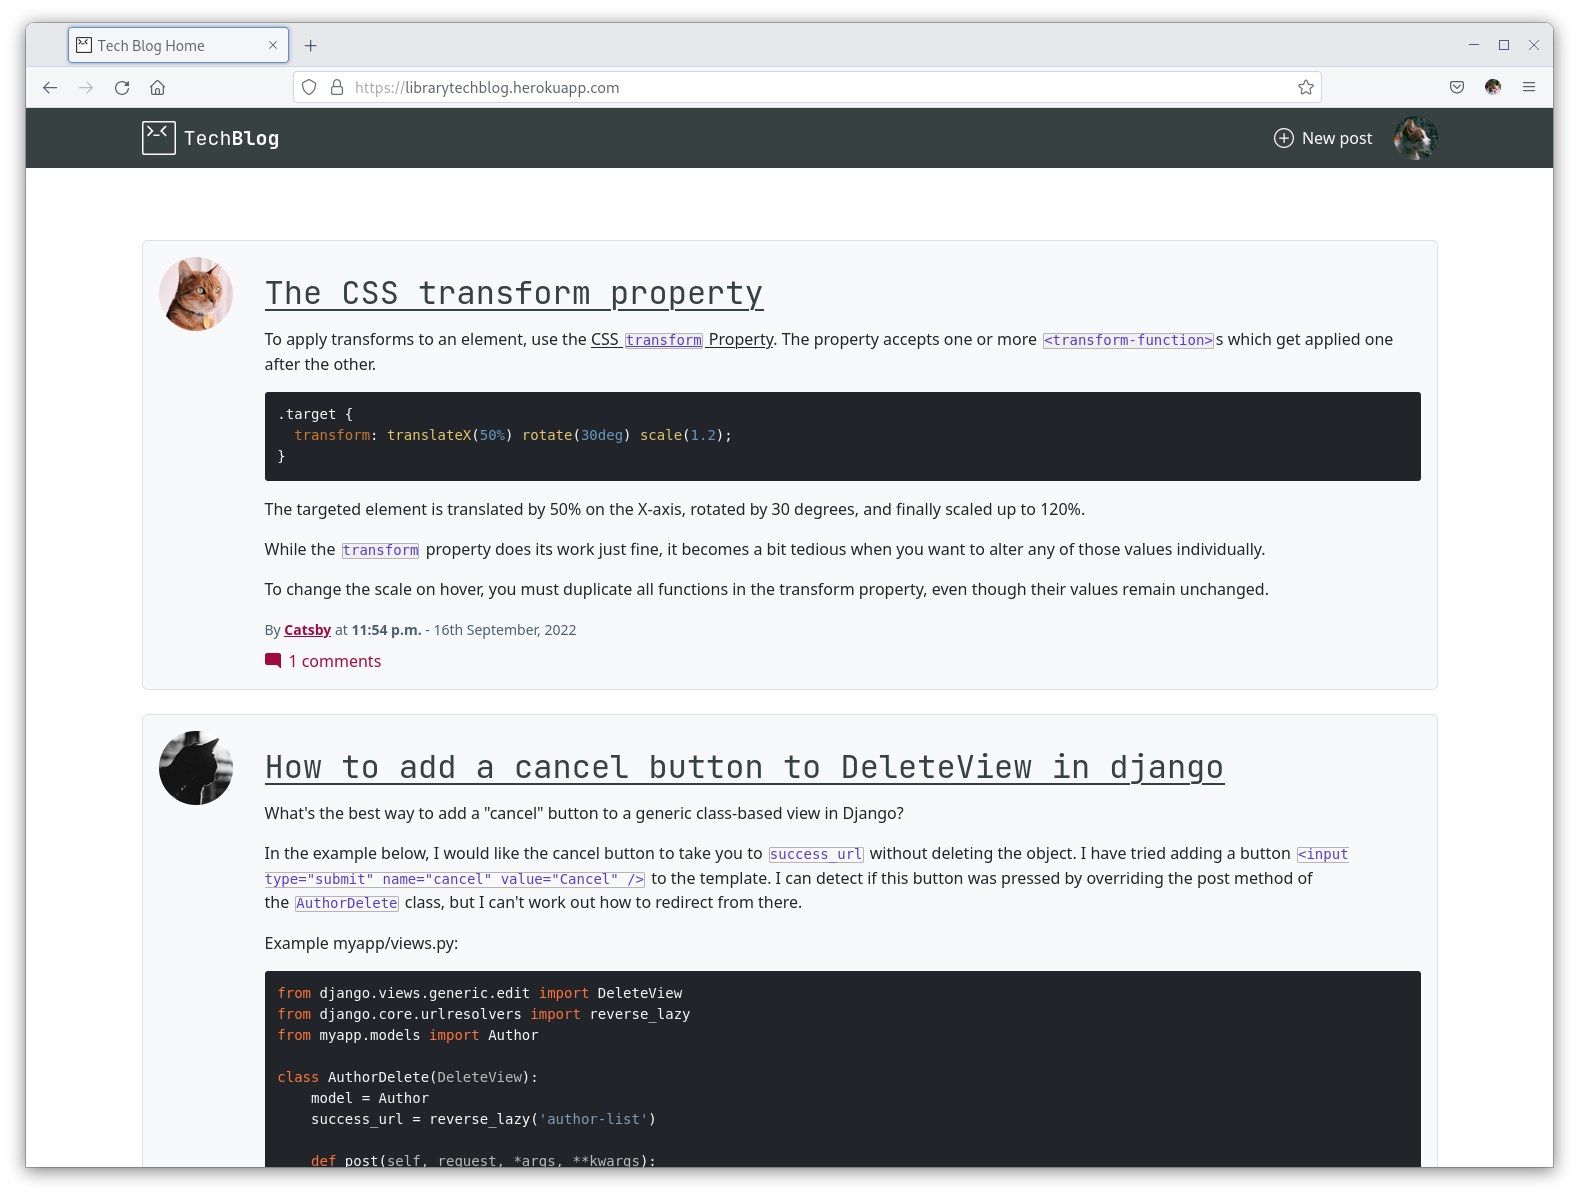 Tech Blog Home
https://librarytechblog.herokuapp.com
TechBlog
New post
The CSS transform property
To apply transforms to an element, use the CSS transform Property. The property accepts one or more <transform-function>s which get applied one
after the other.
.target {
transform: translateX(50%) rotate(30deg) scale(1.2);
}
The targeted element is translated by 50% on the X-axis, rotated by 30 degrees, and finally scaled up to 120%.
While the transform property does its work just fine, it becomes a bit tedious when you want to alter any of those values individually.
To change the scale on hover, you must duplicate all functions in the transform property, even though their values remain unchanged.
By Catsby at 11:54 p.m. - 16th September, 2022
1 comments
How to add a cancel button to DeleteView in django
What's the best way to add a "cancel" button to a generic class-based view in Django?
In the example below, I would like the cancel button to take you to success_url without deleting the object. I have tried adding a button <input
type="submit" name="cancel" value="Cancel" /> to the template. I can detect if this button was pressed by overriding the post method of
the AuthorDelete class, but I can't work out how to redirect from there.
Example myapp/views.py:
from django.views.generic.edit import DeleteView
from django.core.urlresolvers import reverse_lazy
from myapp.models import Author
class AuthorDelete(DeleteView):
model = Author
success_url = reverse_lazy('author-list')
def post(self, request, *args, **kwargs):